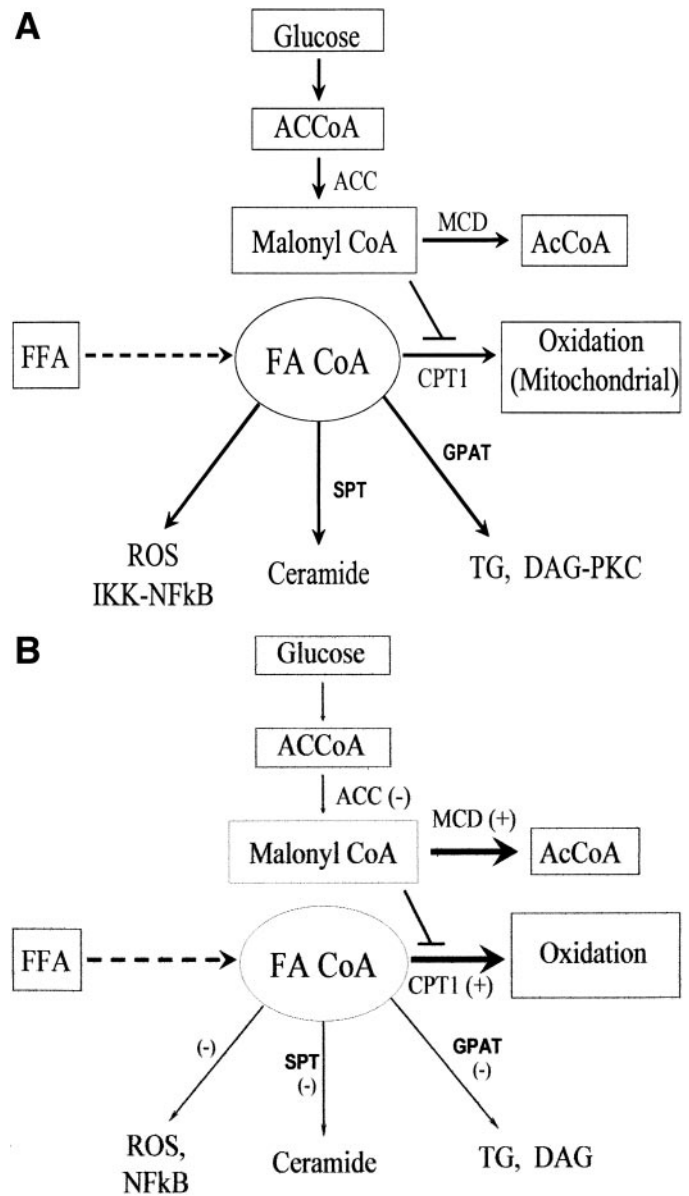 A
Glucose
ACCoA
ACC
Malonyl CoA
MCD
AcCoA
FFA
FA CoA
CPT1
Oxidation
(Mitochondrial)
GPAT
SPT
ROS
IKK-NFkB
Ceramide
TG, DAG-PKC
B
Glucose
ACCoA
ACC (-)
Malonyl CoA
MCD (+)
AcCoA
FFA
FA CoA
CPT1 (+)
Oxidation
(-)
SPT
(-)
GPAT
(-)
ROS,
NFkB
Ceramide
TG, DAG